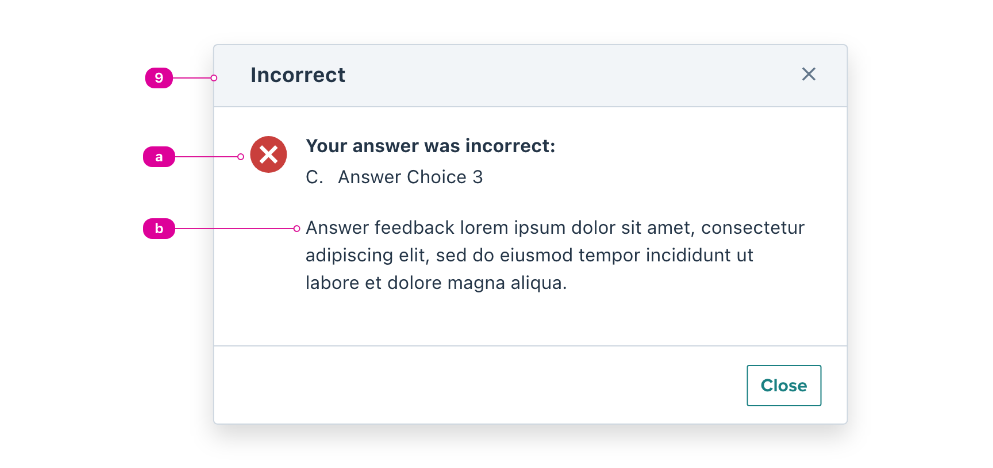 9
Incorrect
a
Your answer was incorrect:
C. Answer Choice 3
b
Answer feedback lorem ipsum dolor sit amet, consectetur
adipiscing elit, sed do eiusmod tempor incididunt ut
labore et dolore magna aliqua.
Close